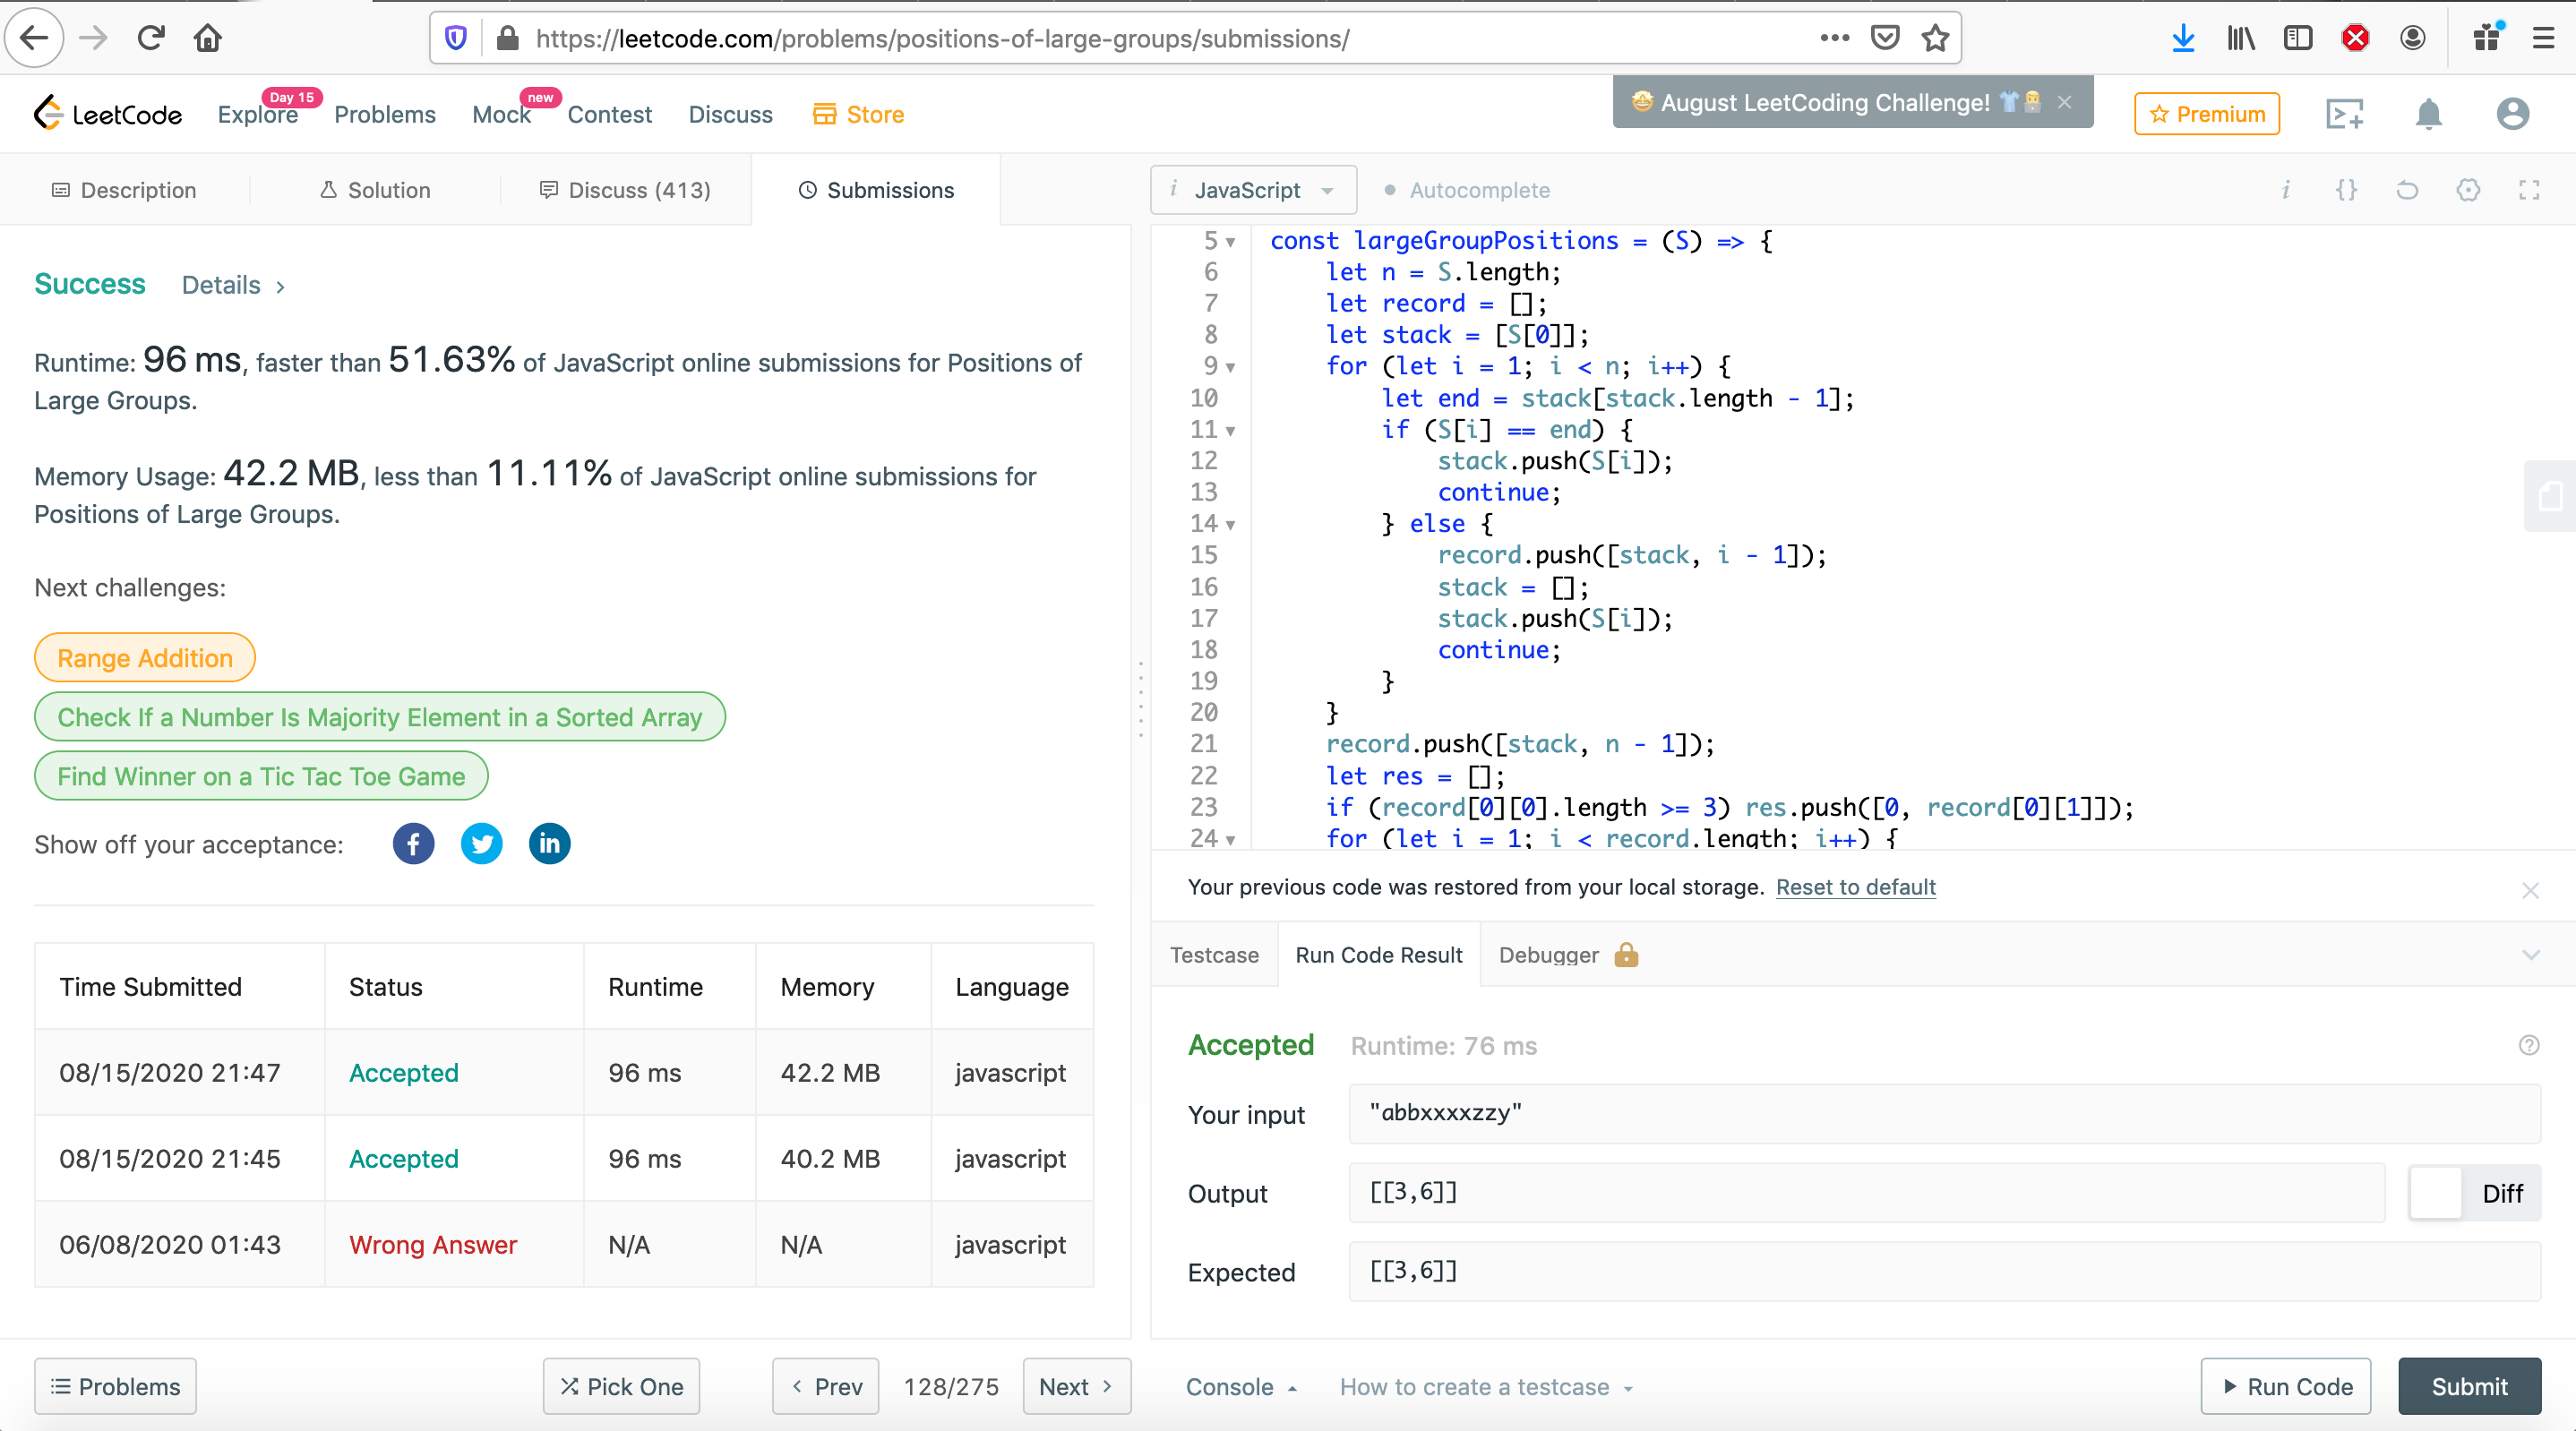 https://leetcode.com/problems/positions-of-large-groups/submissions/
LeetCode
Explore
Day 15
Problems
Mock
new
Contest
Discuss
Store
August LeetCoding Challenge!
Premium
Description
Solution
Discuss (413)
Submissions
Success
Details
Runtime: 96 ms, faster than 51.63% of JavaScript online submissions for Positions of
Large Groups.
Memory Usage: 42.2 MB, less than 11.11% of JavaScript online submissions for
Positions of Large Groups.
Next challenges:
Range Addition
Check If a Number Is Majority Element in a Sorted Array
Find Winner on a Tic Tac Toe Game
Show off your acceptance:
Time Submitted Status Runtime Memory Language
08/15/2020 21:47 Accepted 96 ms 42.2 MB javascript
08/15/2020 21:45 Accepted 96 ms 40.2 MB javascript
06/08/2020 01:43 Wrong Answer N/A N/A javascript
Problems
Pick One
Prev
128/275
Next
i JavaScript
Autocomplete
5 const largeGroupPositions = (S) => {
6 let n = S.length;
7 let record = [];
8 let stack = [S[0]];
9 for (let i = 1; i < n; i++) {
10 let end = stack[stack.length - 1];
11 if (S[i] == end) {
12 stack.push(S[i]);
13 continue;
14 } else {
15 record.push([stack, i - 1]);
16 stack = [];
17 stack.push(S[i]);
18 continue;
19 }
20 }
21 record.push([stack, n - 1]);
22 let res = [];
23 if (record[0][0].length >= 3) res.push([0, record[0][1]]);
24 for (let i = 1; i < record.length; i++) {
Your previous code was restored from your local storage. Reset to default
Testcase
Run Code Result
Debugger
Accepted Runtime: 76 ms
Your input "abbxxxxzzy"
Output [[3,6]]
Diff
Expected [[3,6]]
Console
How to create a testcase
Run Code
Submit